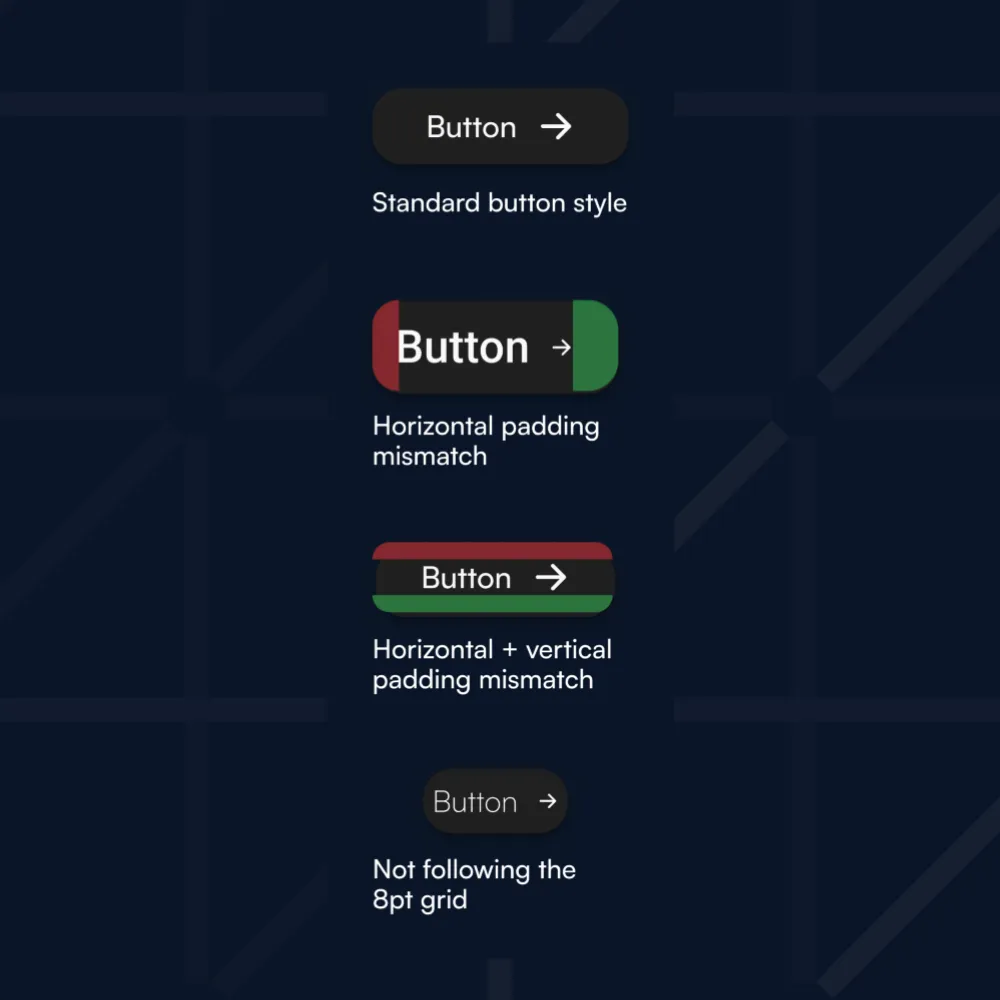 Button →
Standard button style
Button →
Horizontal padding
mismatch
Button →
Horizontal + vertical
padding mismatch
Button →
Not following the
8pt grid